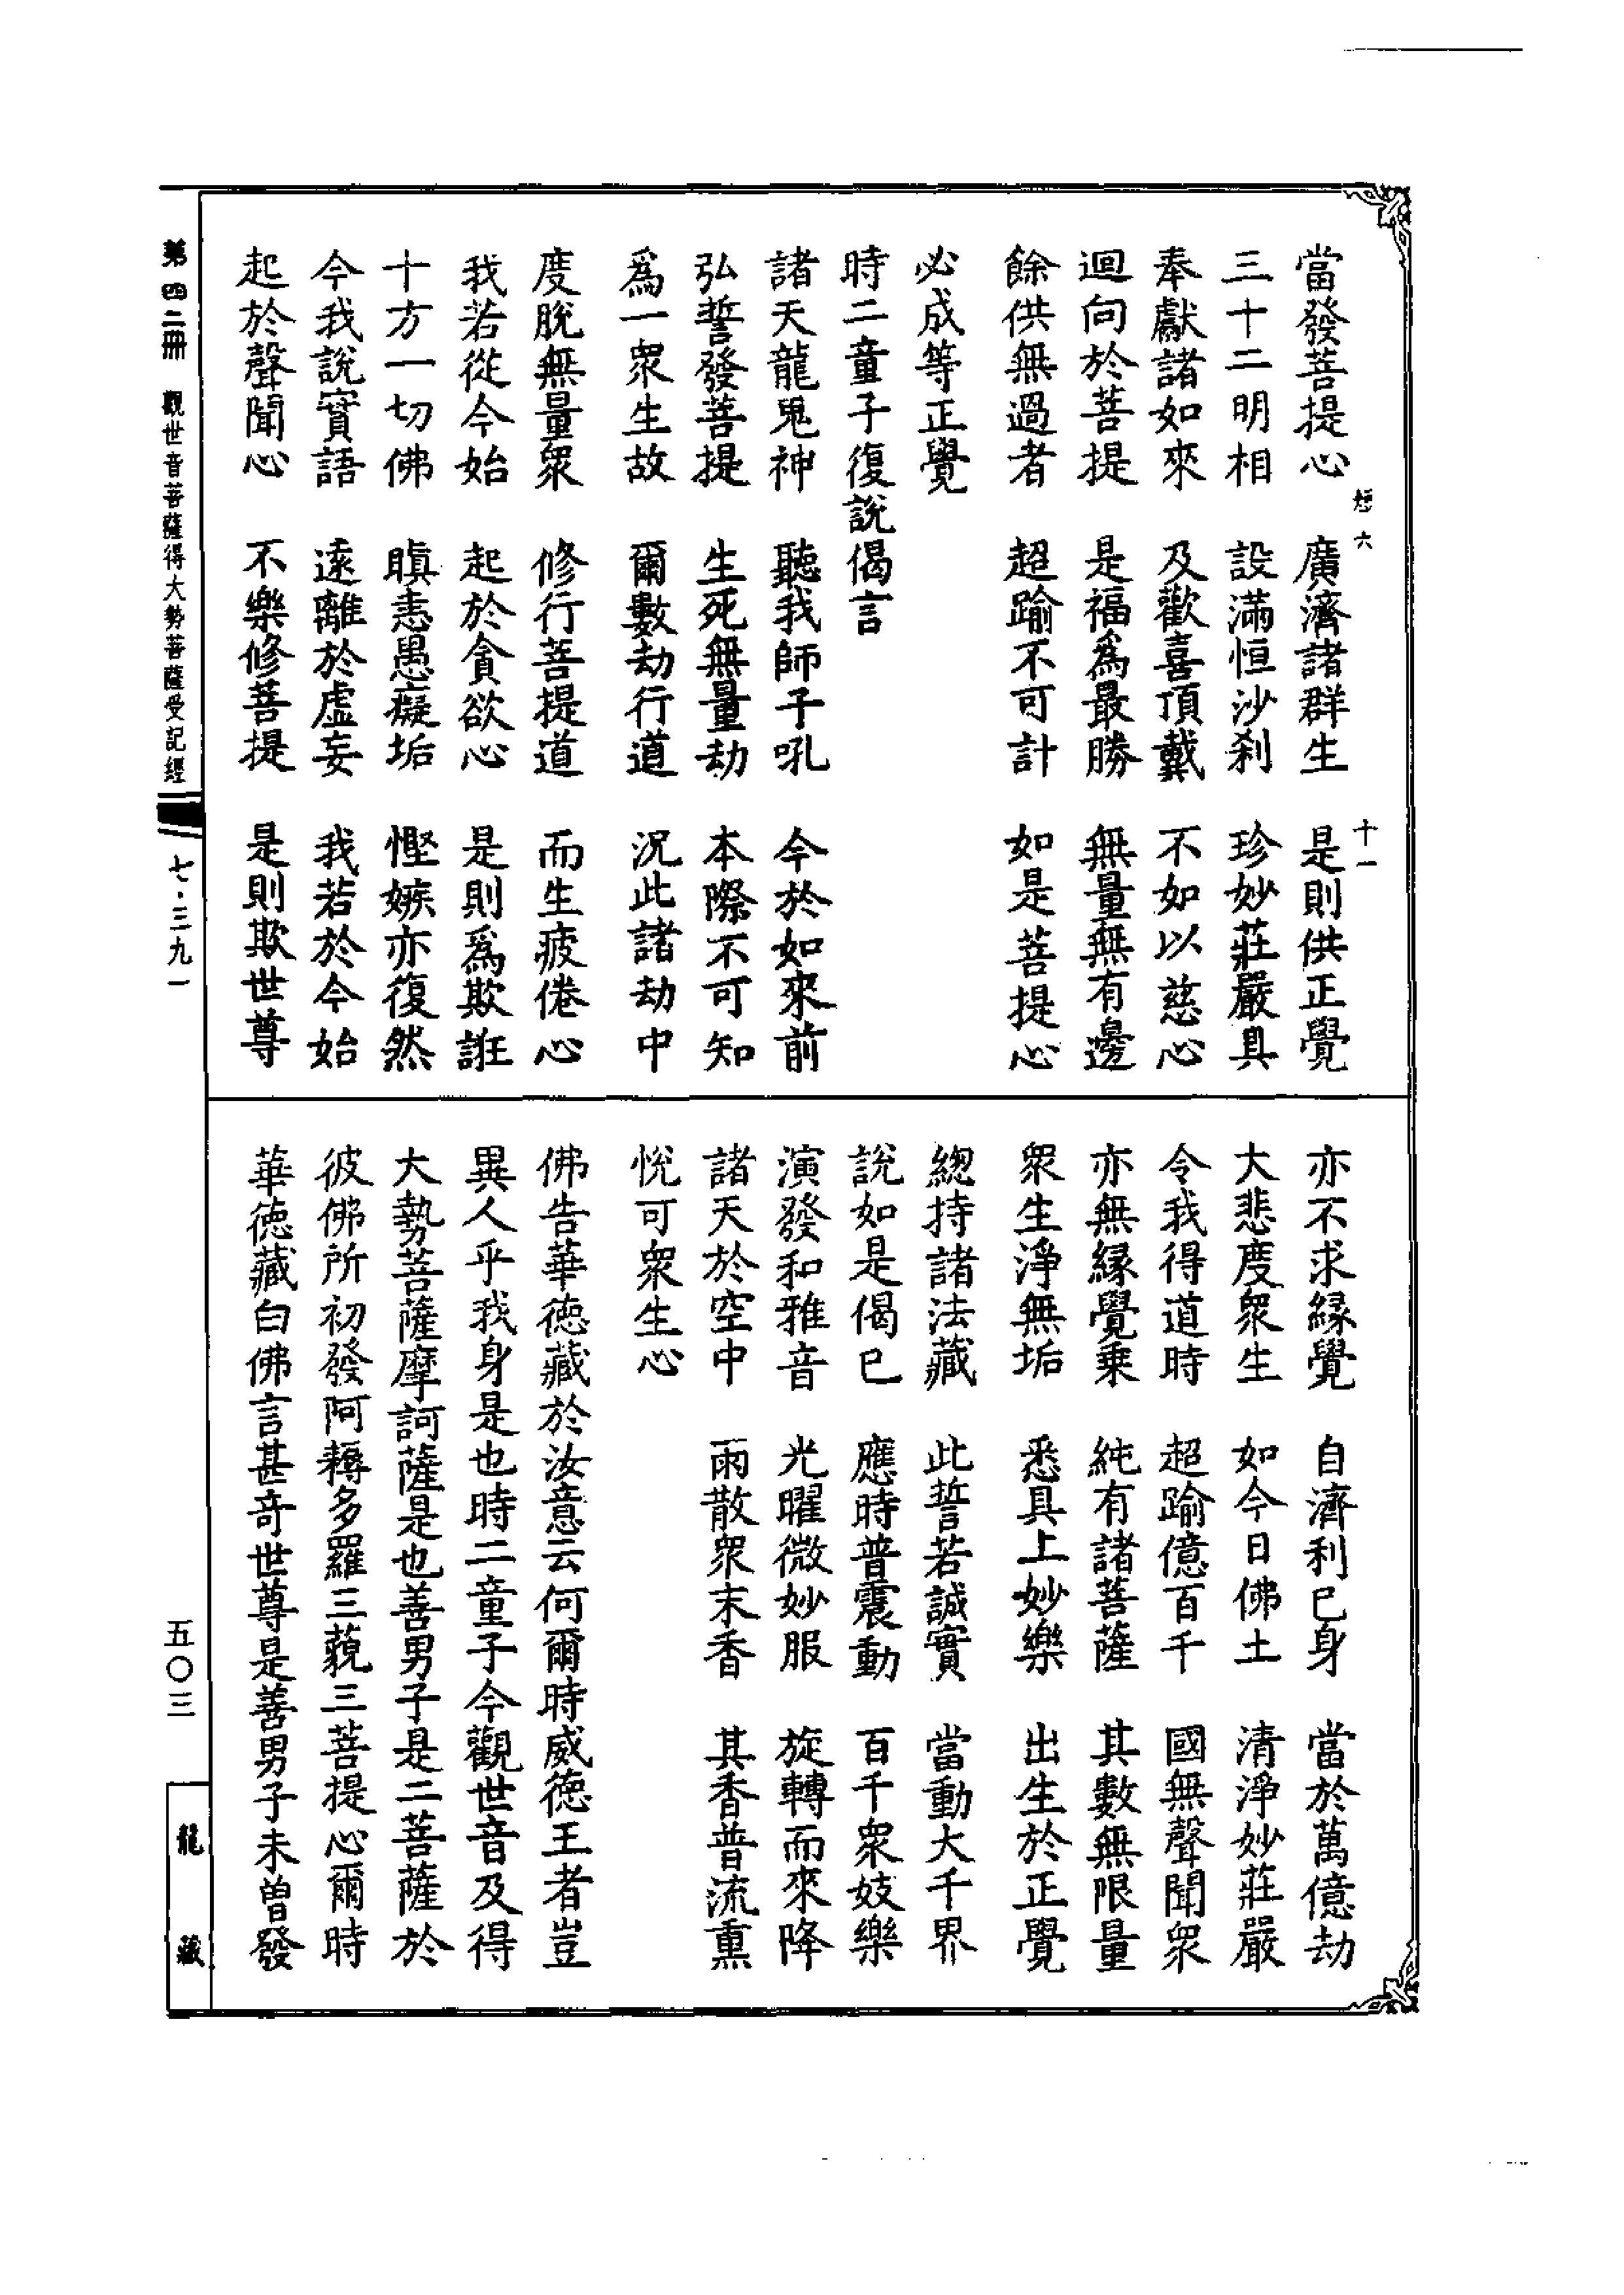 當發菩提心　廣濟諸群生　是則供正覺
三十二明相　設滿恒沙刹　珍妙莊嚴具
奉獻諸如來　及歡喜頂戴　不如以慈心
迴向於菩提　是福爲最勝　無量無有邊
餘供無過者　超踰不可計　如是菩提心
必成等正覺
時二童子復說偈言
諸天龍鬼神　聽我師子吼　今於如來前
弘誓發菩提　生死無量劫　本際不可知
爲一衆生故　爾數劫行道　況此諸劫中
度脫無量衆　修行菩提道　而生疲倦心
我若從今始　起於貪欲心　是則爲欺誑
十方一切佛　瞋恚愚癡垢　慳嫉亦復然
今我說實語　遠離於虛妄　我若於今始
起於聲聞心　不樂修菩提　是則欺世尊
亦不求緣覺　自濟利己身　當於萬億劫
大悲度衆生　如今日佛土　清淨妙莊嚴
令我得道時　超踰億百千　國無聲聞衆
亦無緣覺乘　純有諸菩薩　其數無限量
衆生淨無垢　悉具上妙樂　出生於正覺
總持諸法藏　此誓若誠實　當動大千界
說如是偈已　應時普震動　百千衆妓樂
演發和雅音　光曜微妙服　旋轉而來降
諸天於空中　雨散衆末香　其香普流熏
悅可衆生心
佛告華德藏於汝意云何爾時威德王者豈
異人乎我身是也時二童子今觀世音及得
大勢菩薩摩訶薩是也善男子是二菩薩於
彼佛所初發阿耨多羅三藐三菩提心爾時
華德藏白佛言甚奇世尊是善男子未曾發
六
十一
第四二冊　觀世音菩薩得大勢菩薩受記經
七·三九一
五〇三
龍藏